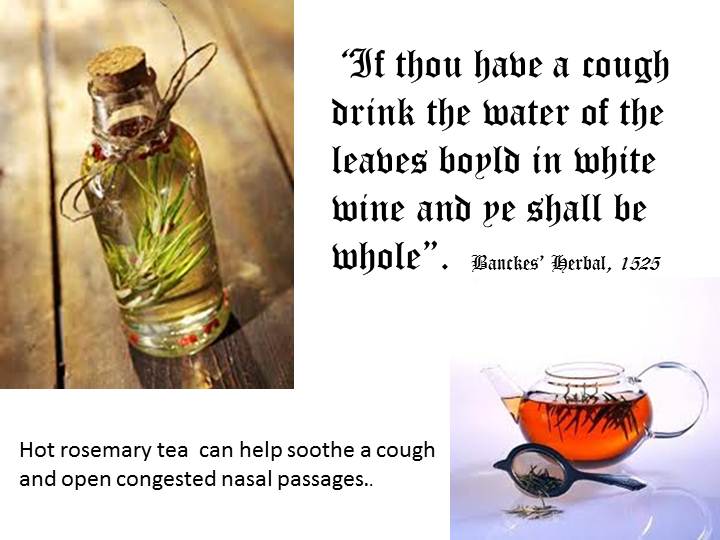 “If thou have a cough
drink the water of the
leaves boyld in white
wine and ye shall be
whole”. Banckes’ Herbal, 1525
Hot rosemary tea can help soothe a cough
and open congested nasal passages..